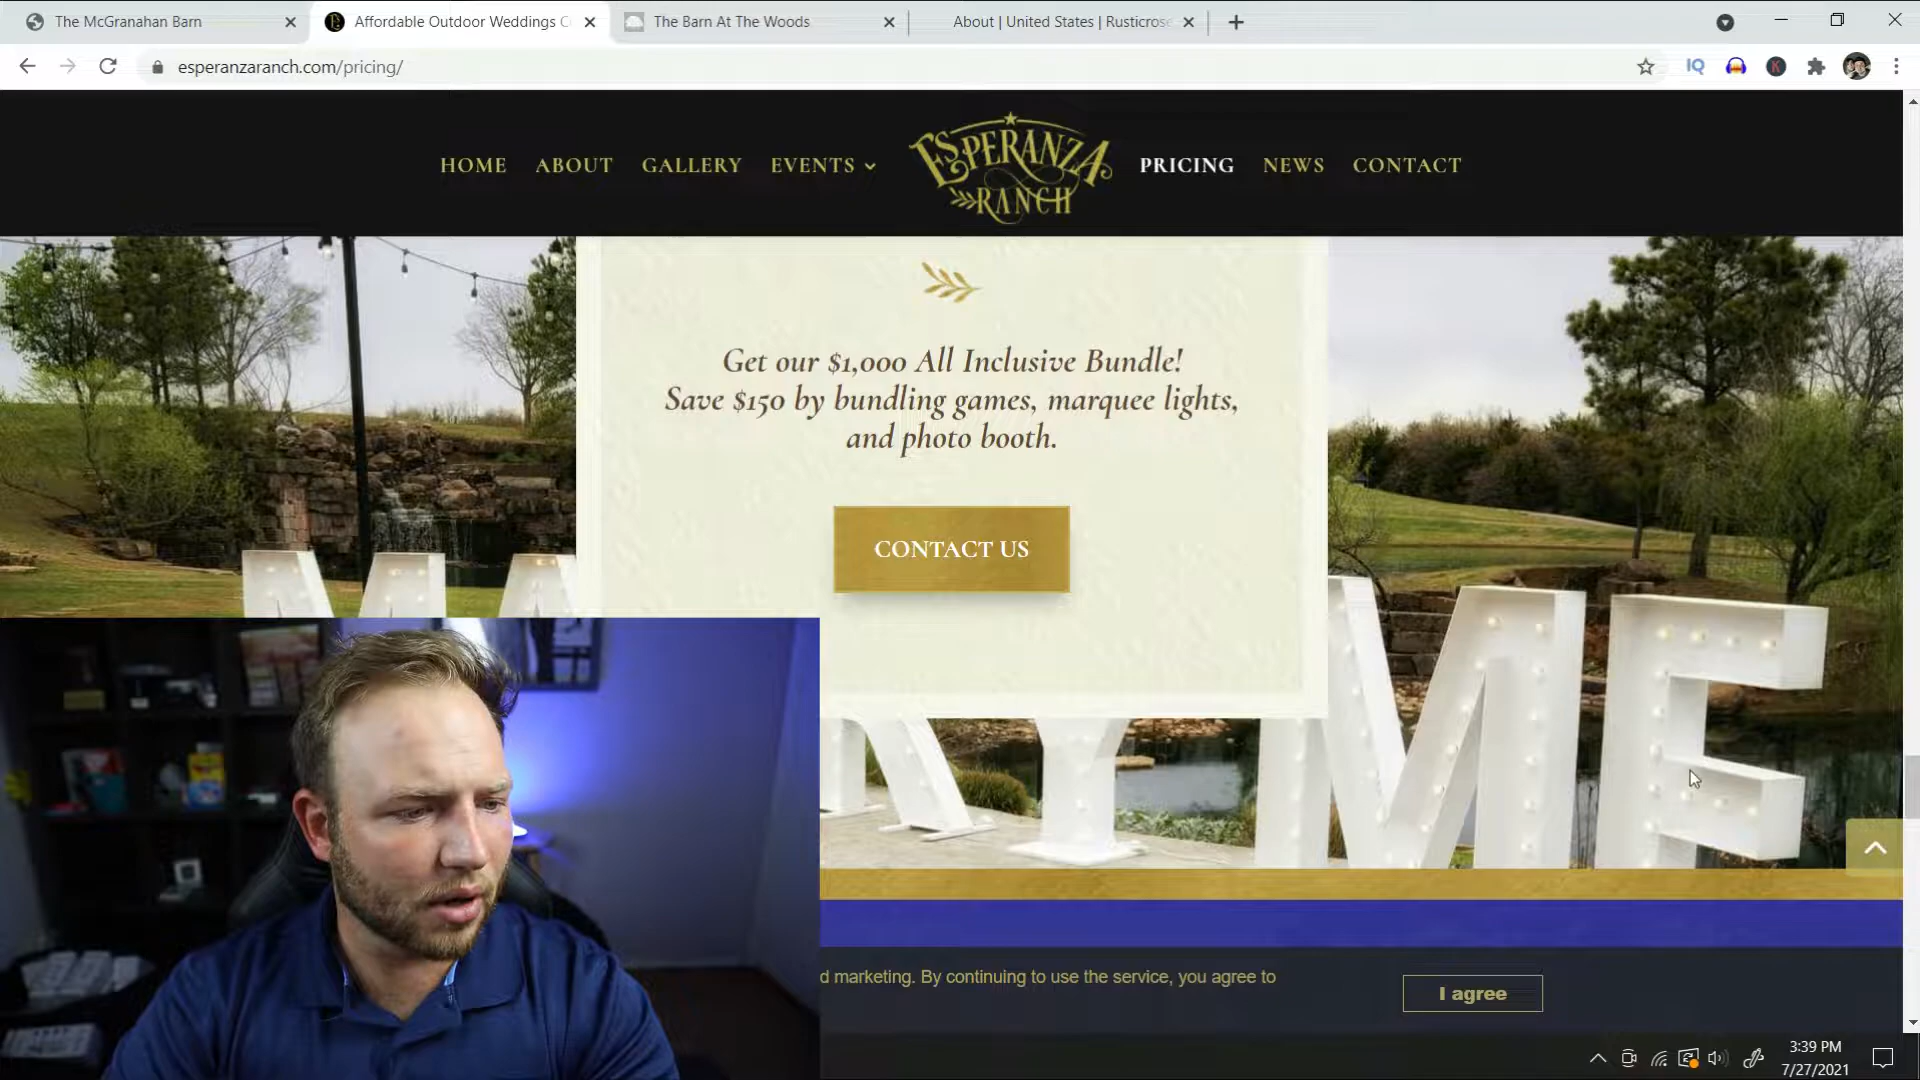 The McGranahan Barn
Affordable Outdoor Weddings
The Barn At The Woods
About | United States | Rusticros
esperanzaranch.com/pricing/
IQ
K
HOME
ABOUT
GALLERY
EVENTS
ESPERANZA
RANCH
PRICING
NEWS
CONTACT
Get our $1,000 All Inclusive Bundle!
Save $150 by bundling games, marquee lights,
and photo booth.
CONTACT US
ME
d marketing. By continuing to use the service, you agree to
I agree
3:39 PM
7/27/2021